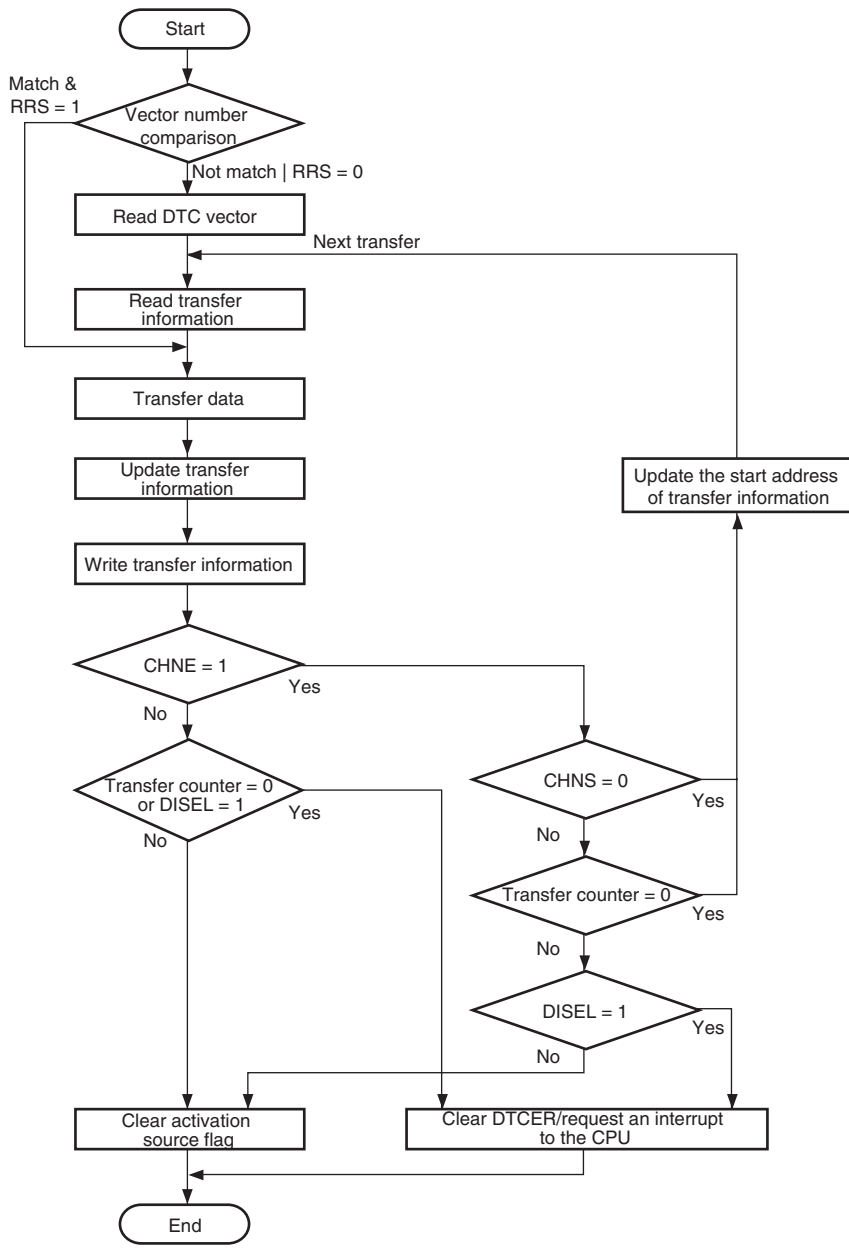 Start
Match &
RRS = 1
Vector number
comparison
Not match | RRS = 0
Read DTC vector
Next transfer
Read transfer
information
Transfer data
Update transfer
information
Update the start address
of transfer information
Write transfer information
CHNE = 1
Yes
No
Transfer counter = 0
or DISEL = 1
Yes
No
CHNS = 0
Yes
No
Transfer counter = 0
Yes
No
DISEL = 1
Yes
No
Clear activation
source flag
Clear DTCER/request an interrupt
to the CPU
End